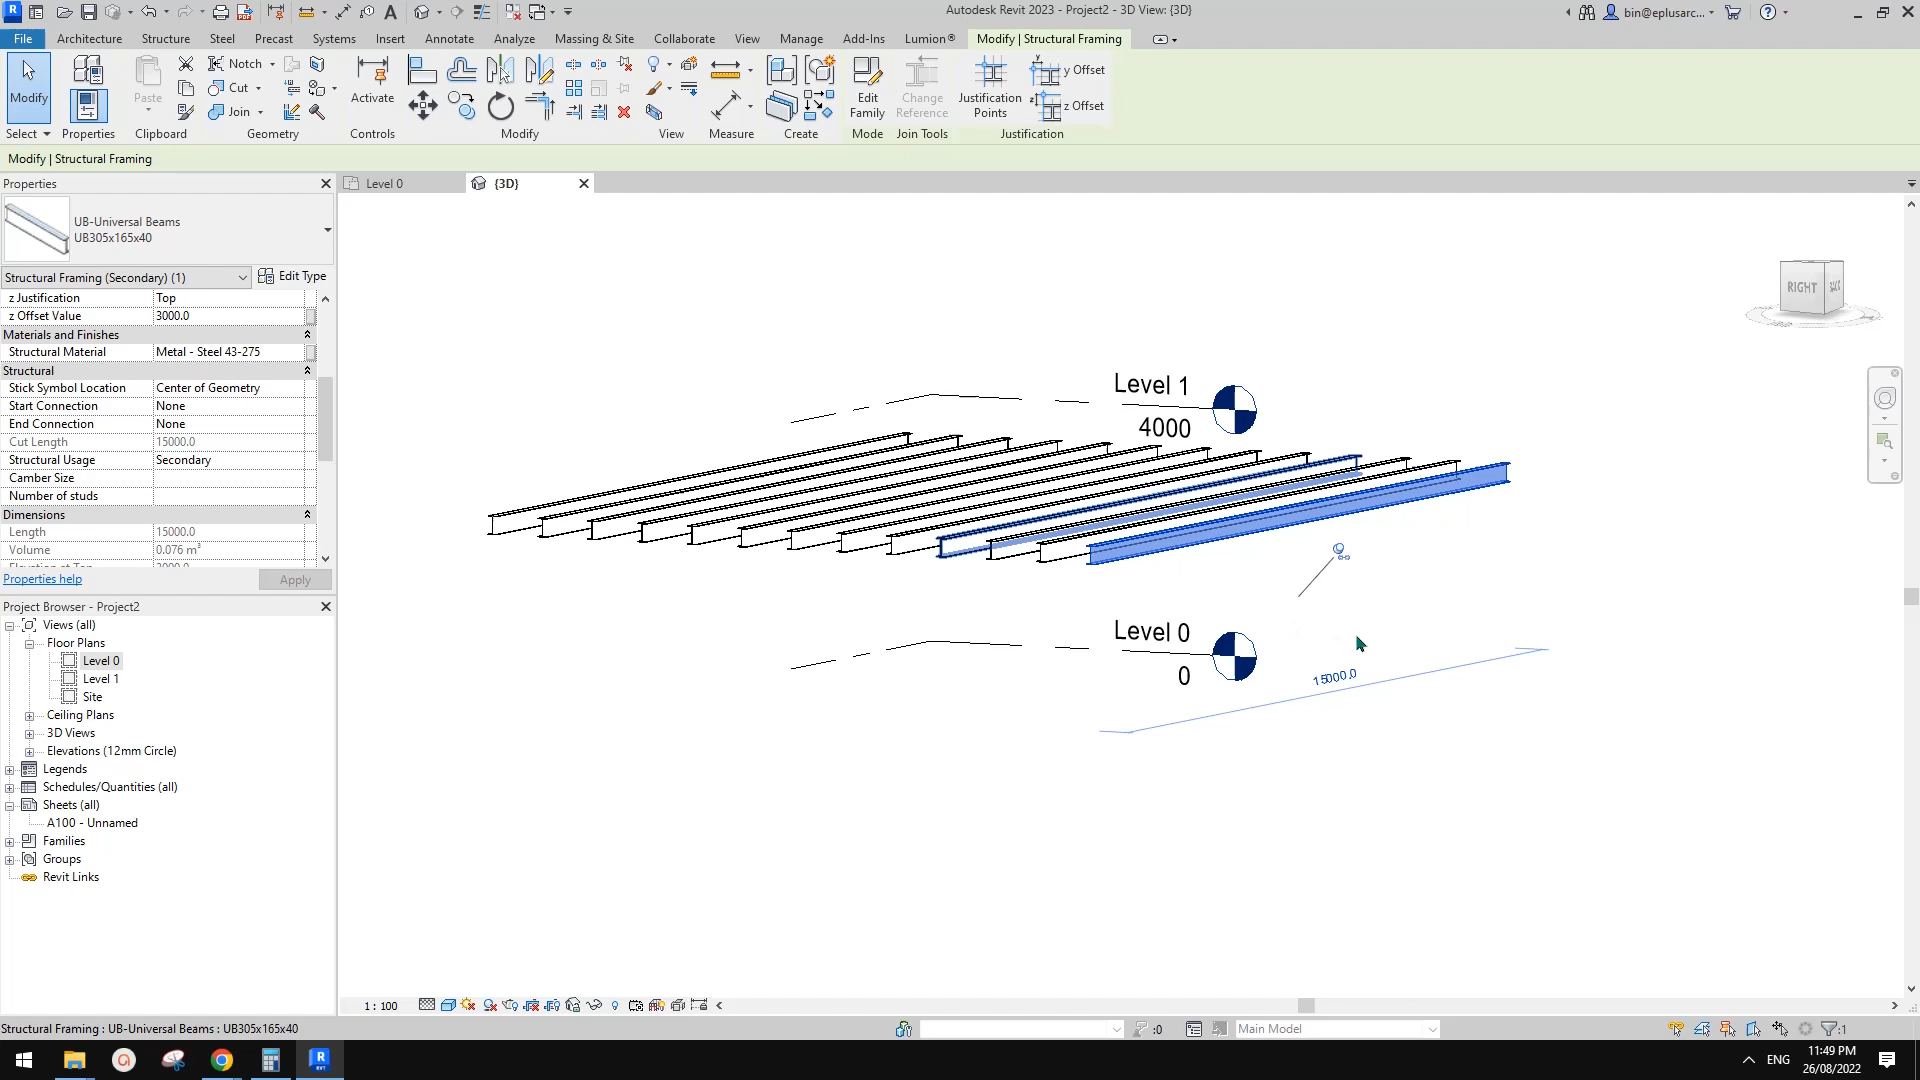 Autodesk Revit 2023 - Project2 - 3D View: {3D}
bin@eplusarc...
File Architecture Structure Steel Precast Systems Insert Annotate Analyze Massing & Site Collaborate View Manage Add-Ins Lumion® Modify | Structural Framing
Modify
Paste
Notch
Cut
Join
Activate
Edit Family
Change Reference
Justification Points
y Offset
z Offset
Select Properties Clipboard Geometry Controls Modify View Measure Create Mode Join Tools Justification
Modify | Structural Framing
Properties
Level 0
{3D}
UB-Universal Beams
UB305x165x40
Structural Framing (Secondary) (1)
Edit Type
z Justification Top
z Offset Value 3000.0
Materials and Finishes
Structural Material Metal - Steel 43-275
Structural
Stick Symbol Location Center of Geometry
Start Connection None
End Connection None
Cut Length 15000.0
Structural Usage Secondary
Camber Size
Number of studs
Dimensions
Length 15000.0
Volume 0.076 m³
Elevation at Top 3000.0
Properties help
Apply
Project Browser - Project2
Views (all)
Floor Plans
Level 0
Level 1
Site
Ceiling Plans
3D Views
Elevations (12mm Circle)
Legends
Schedules/Quantities (all)
Sheets (all)
A100 - Unnamed
Families
Groups
Revit Links
Level 1
4000
Level 0
0
15000.0
RIGHT
BACK
1 : 100
Structural Framing : UB-Universal Beams : UB305x165x40
:0
Main Model
:1
ENG
11:49 PM
26/08/2022